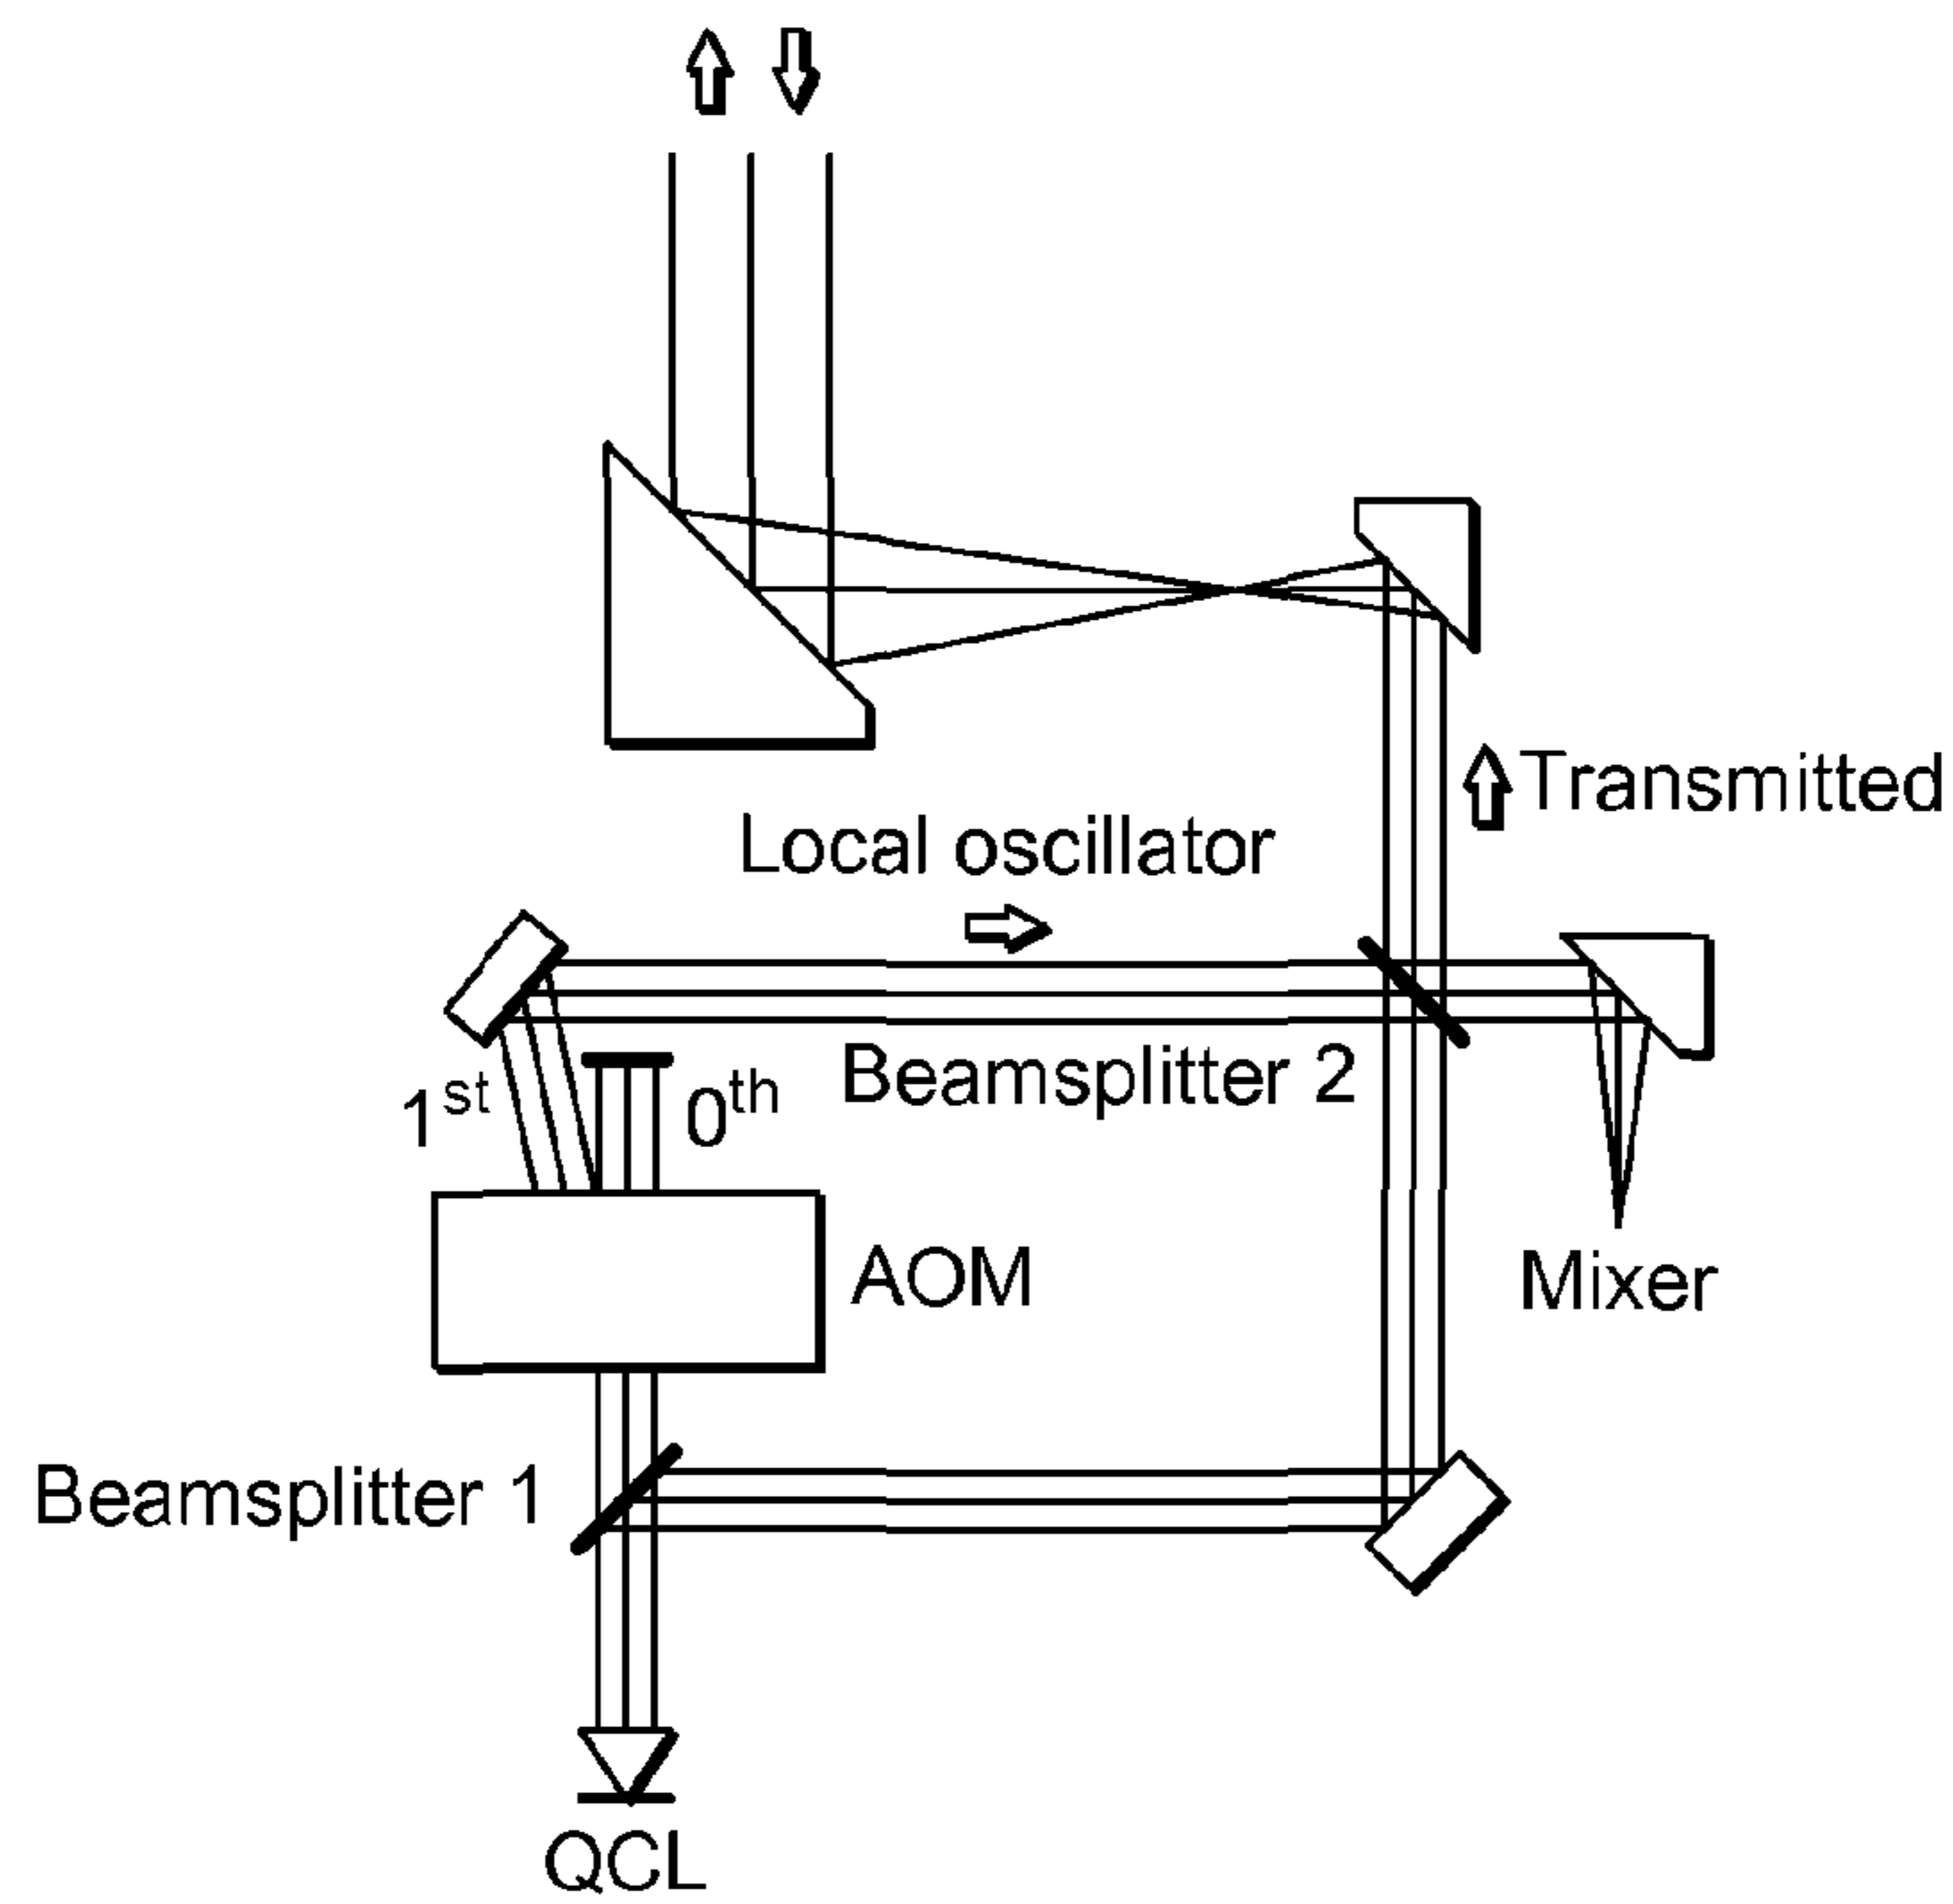 Transmitted
Local oscillator
1st
0th
Beamsplitter 2
AOM
Mixer
Beamsplitter 1
QCL